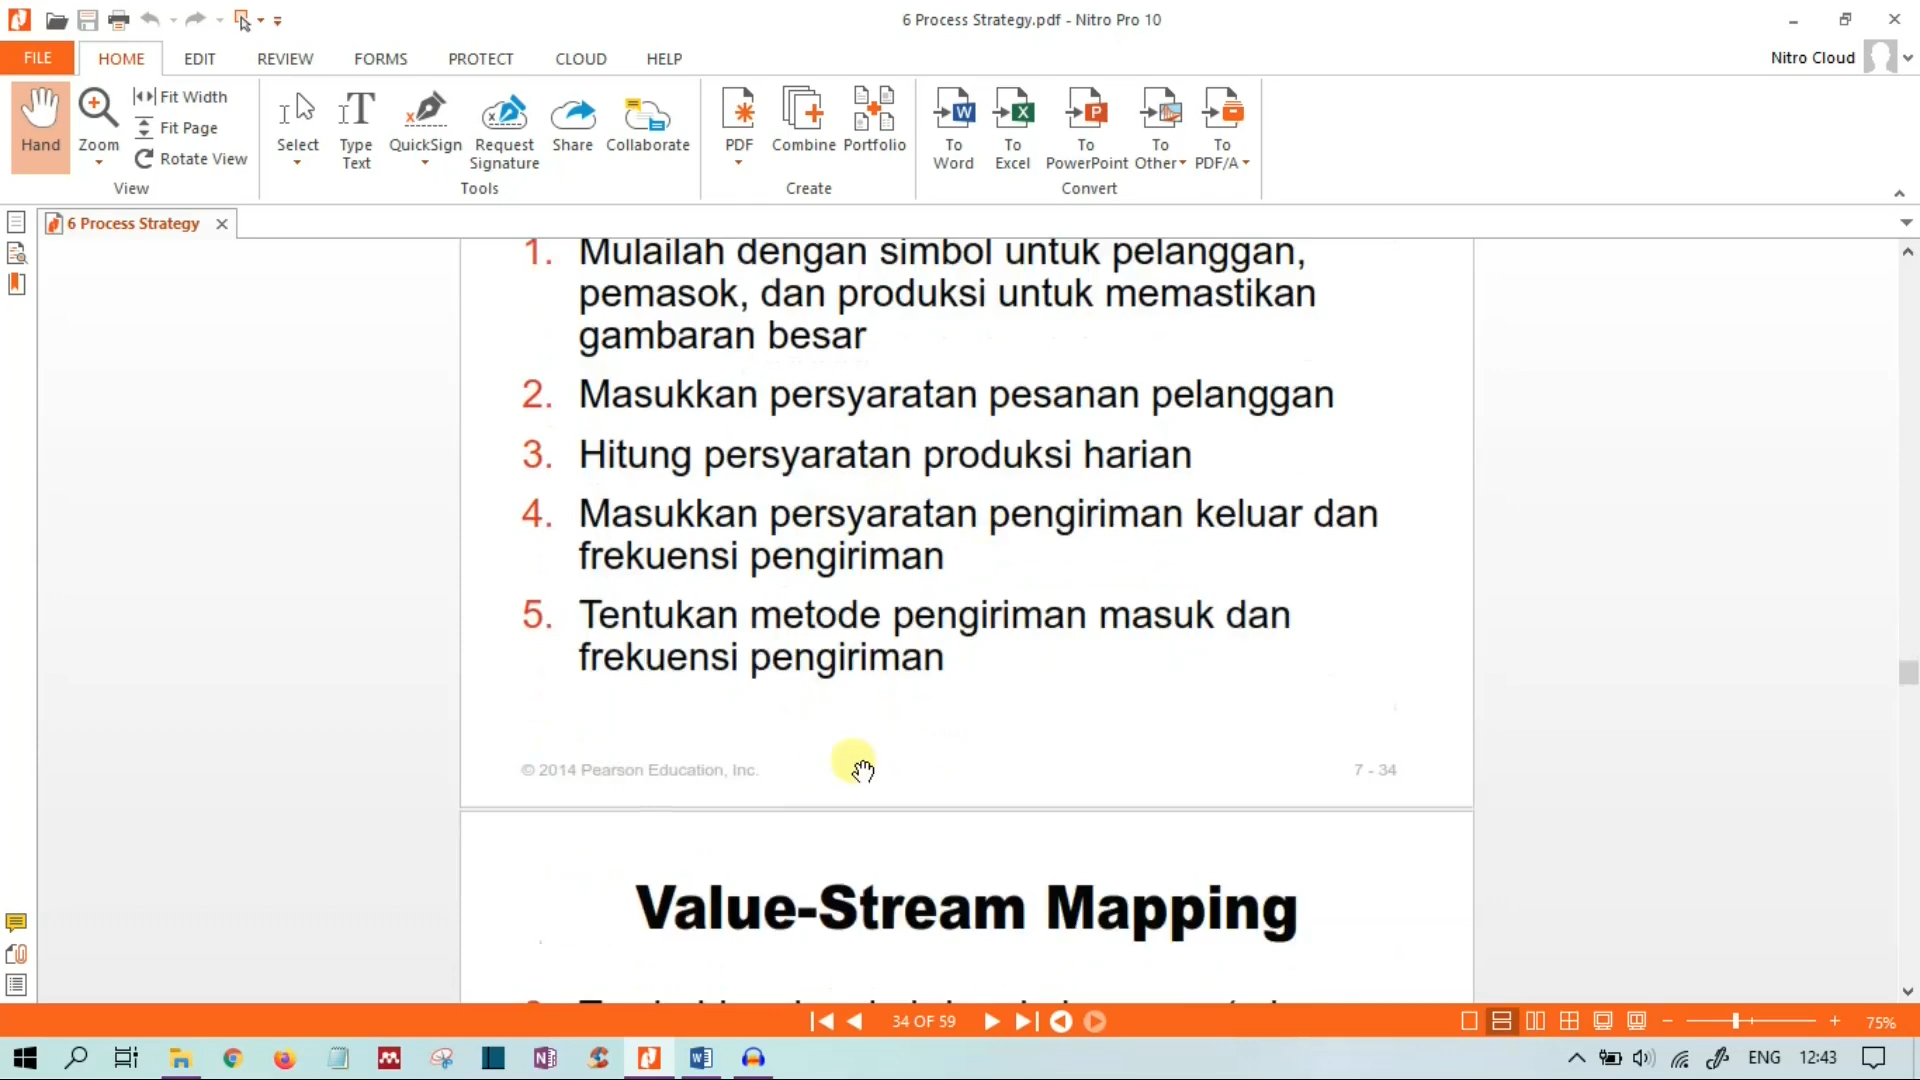 6 Process Strategy.pdf - Nitro Pro 10
FILE
HOME
EDIT
REVIEW
FORMS
PROTECT
CLOUD
HELP
Nitro Cloud
Hand
Zoom
Fit Width
Fit Page
Rotate View
View
Select
Type Text
QuickSign
Request Signature
Share
Collaborate
Tools
PDF
Combine
Portfolio
Create
To Word
To Excel
To PowerPoint
To Other
To PDF/A
Convert
6 Process Strategy
1. Mulailah dengan simbol untuk pelanggan,
pemasok, dan produksi untuk memastikan
gambaran besar
2. Masukkan persyaratan pesanan pelanggan
3. Hitung persyaratan produksi harian
4. Masukkan persyaratan pengiriman keluar dan
frekuensi pengiriman
5. Tentukan metode pengiriman masuk dan
frekuensi pengiriman
© 2014 Pearson Education, Inc.
7 - 34
Value-Stream Mapping
34 OF 59
75%
ENG
12:43